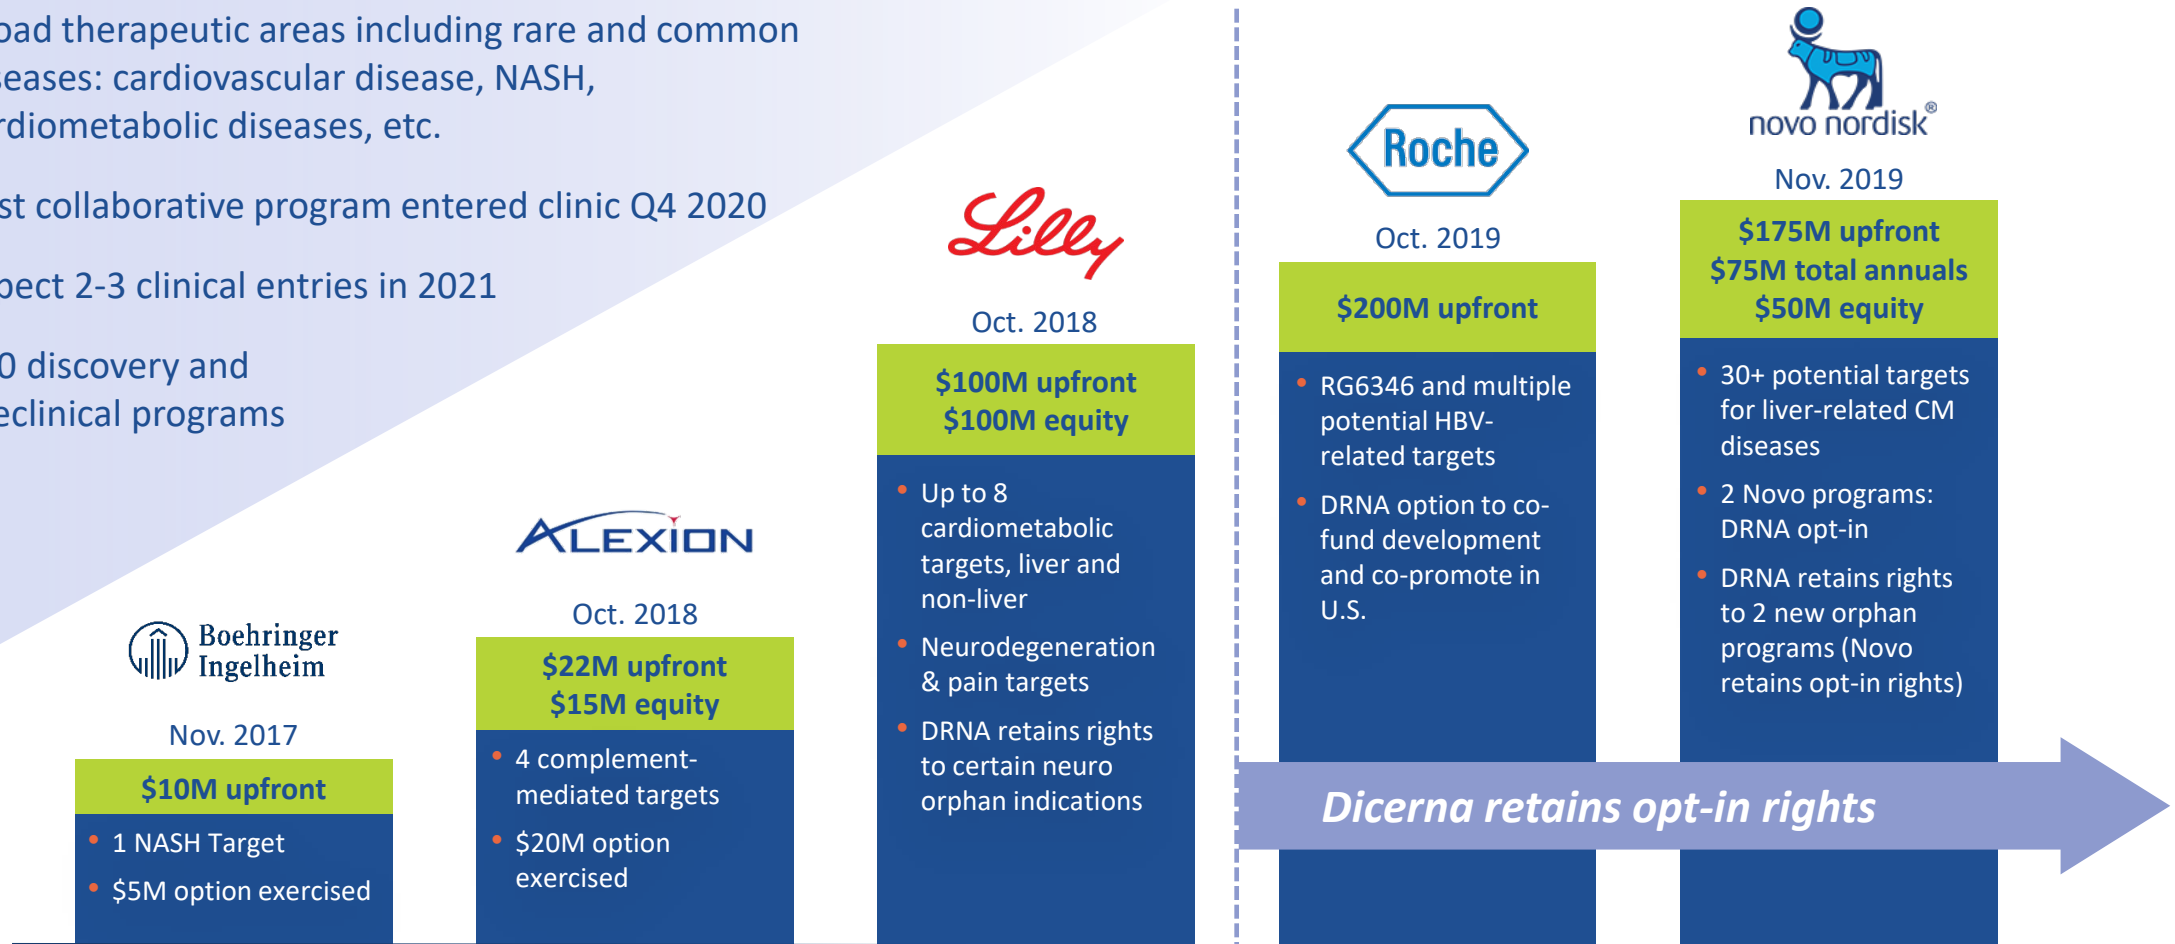 therapeutic areas including rare and common
cardiovascular disease, NASH,
diseases, etc.
collaborative program entered clinic Q4 2020
2-3 clinical entries in 2021
discovery and
programs
Boehringer
Ingelheim
Nov. 2017
$10M upfront
• 1 NASH Target
• $5M option exercised
ALEXION
Oct. 2018
$22M upfront
$15M equity
• 4 complement-
mediated targets
• $20M option
exercised
Lilly
Oct. 2018
$100M upfront
$100M equity
• Up to 8
cardiometabolic
targets, liver and
non-liver
• Neurodegeneration
& pain targets
• DRNA retains rights
to certain neuro
orphan indications
Roche
Oct. 2019
$200M upfront
• RG6346 and multiple
potential HBV-
related targets
• DRNA option to co-
fund development
and co-promote in
U.S.
novo nordisk®
Nov. 2019
$175M upfront
$75M total annuals
$50M equity
• 30+ potential targets
for liver-related CM
diseases
• 2 Novo programs:
DRNA opt-in
• DRNA retains rights
to 2 new orphan
programs (Novo
retains opt-in rights)
Dicerna retains opt-in rights